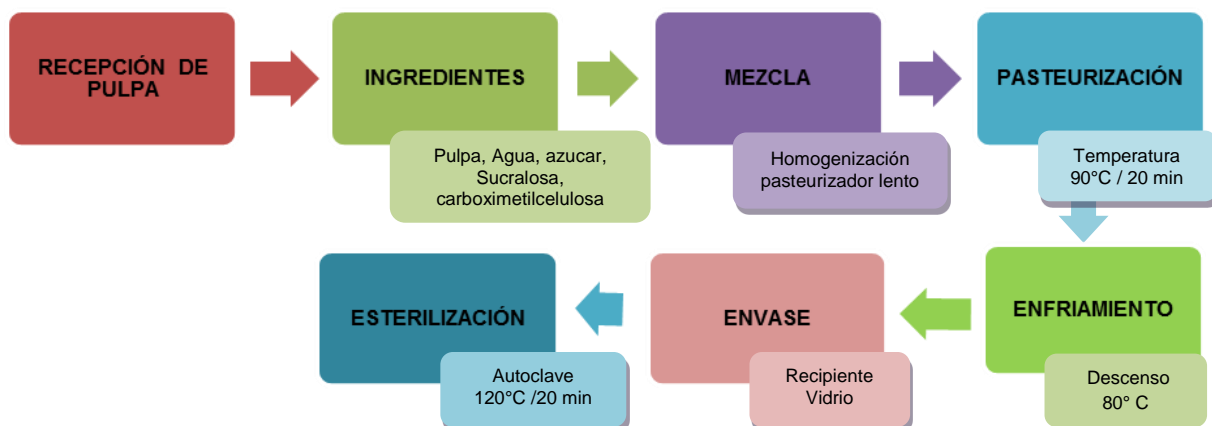 RECEPCIÓN DE
PULPA
INGREDIENTES
Pulpa, Agua, azucar,
Sucralosa,
carboximetilcelulosa
MEZCLA
Homogenización
pasteurizador lento
PASTEURIZACIÓN
Temperatura
90°C / 20 min
ENFRIAMIENTO
Descenso
80° C
ENVASE
Recipiente
Vidrio
ESTERILIZACIÓN
Autoclave
120°C /20 min